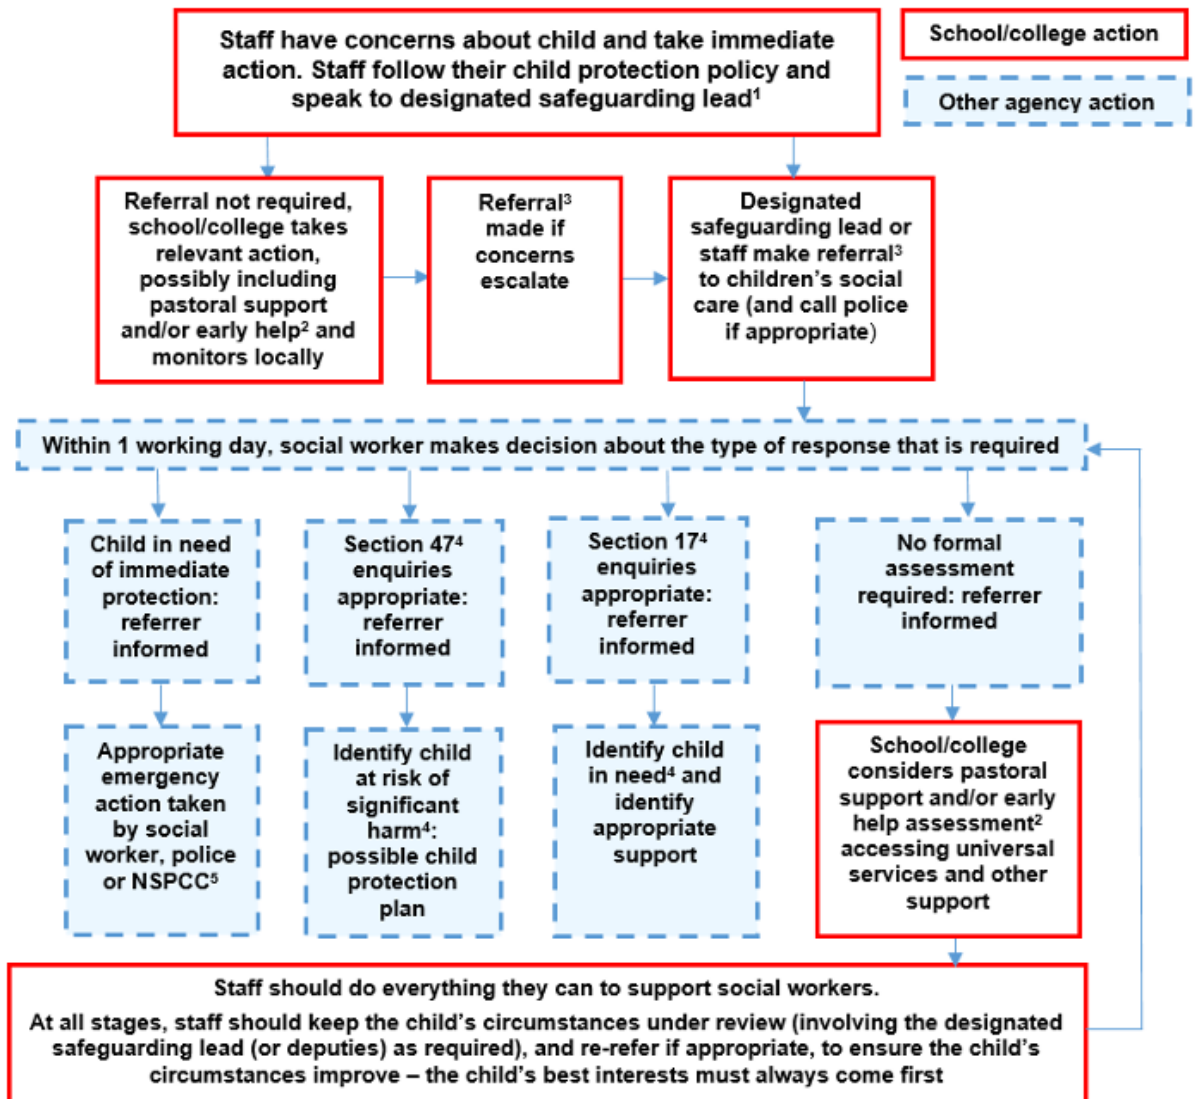 Staff have concerns about child and take immediate
action. Staff follow their child protection policy and
speak to designated safeguarding lead¹
School/college action
Other agency action
Referral not required,
school/college takes
relevant action,
possibly including
pastoral support
and/or early help² and
monitors locally
Referral³
made if
concerns
escalate
Designated
safeguarding lead or
staff make referral³
to children’s social
care (and call police
if appropriate)
Within 1 working day, social worker makes decision about the type of response that is required
Child in need
of immediate
protection:
referrer
informed
Section 47⁴
enquiries
appropriate:
referrer
informed
Section 17⁴
enquiries
appropriate:
referrer
informed
No formal
assessment
required: referrer
informed
Appropriate
emergency
action taken
by social
worker, police
or NSPCC⁵
Identify child
at risk of
significant
harm⁴:
possible child
protection
plan
Identify child
in need⁴ and
identify
appropriate
support
School/college
considers pastoral
support and/or early
help assessment²
accessing universal
services and other
support
Staff should do everything they can to support social workers.
At all stages, staff should keep the child’s circumstances under review (involving the designated
safeguarding lead (or deputies) as required), and re-refer if appropriate, to ensure the child’s
circumstances improve – the child’s best interests must always come first